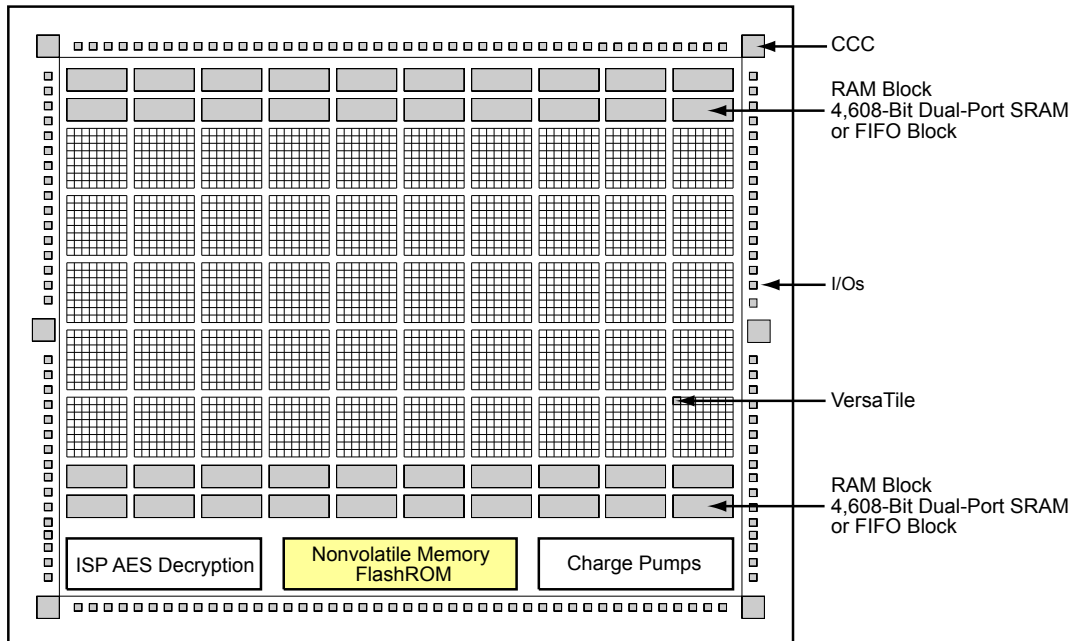 CCC
RAM Block
4,608-Bit Dual-Port SRAM
or FIFO Block
I/Os
VersaTile
RAM Block
4,608-Bit Dual-Port SRAM
or FIFO Block
ISP AES Decryption
Nonvolatile Memory
FlashROM
Charge Pumps